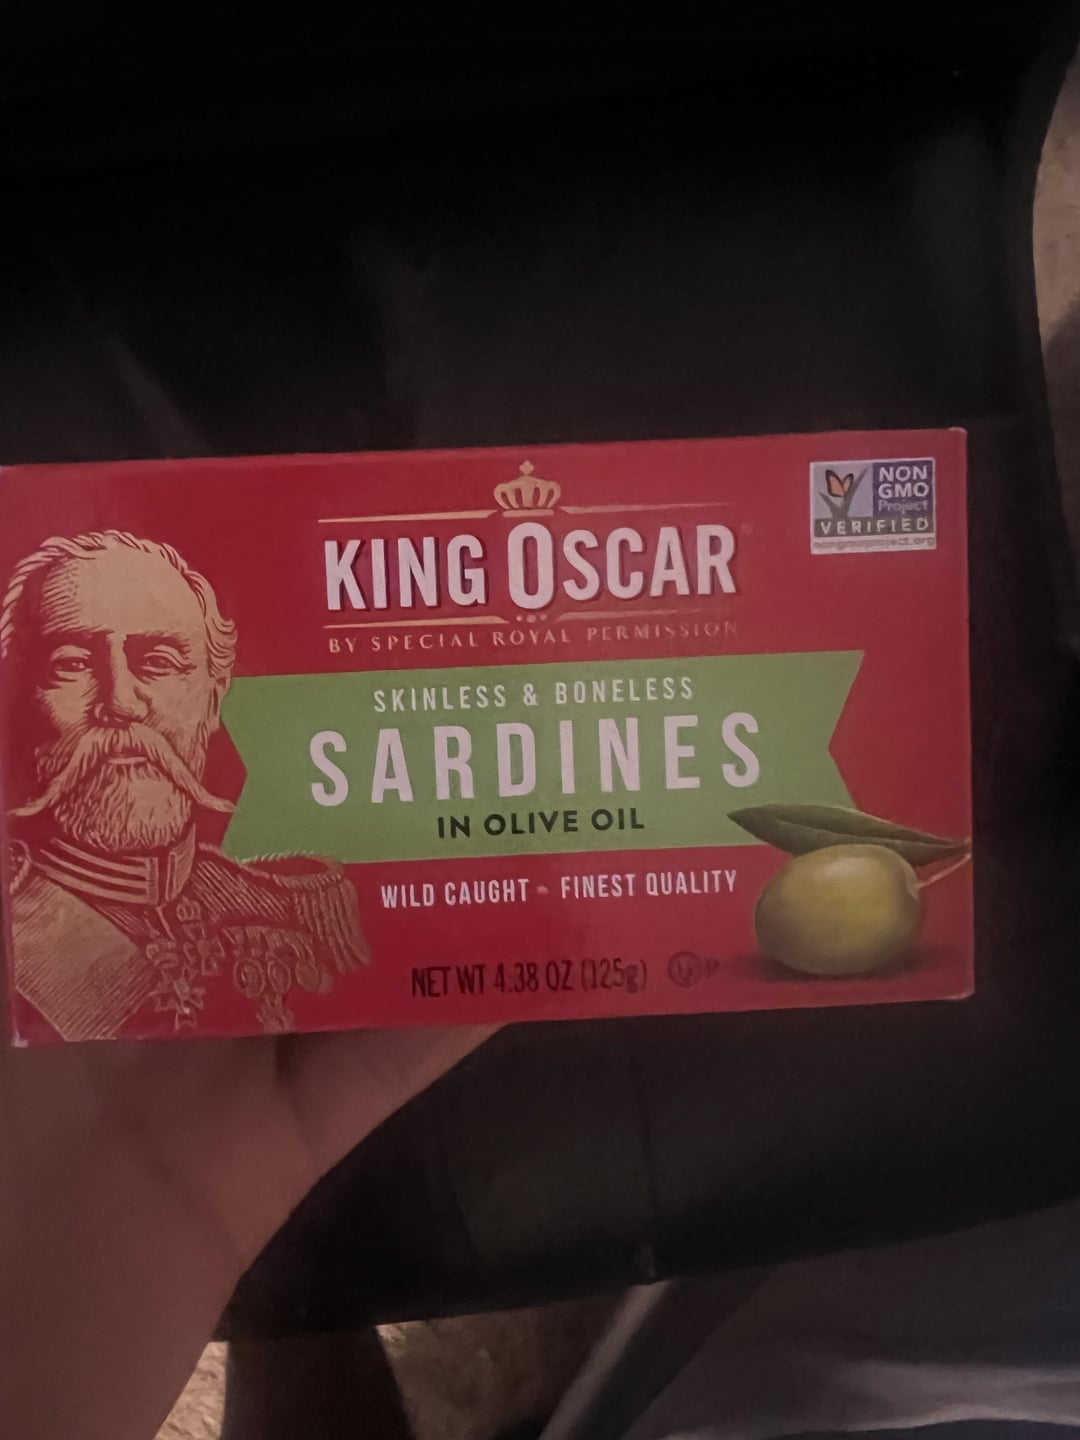 NON
GMO
Project
VERIFIED
nongmoproject.org
KING OSCAR
BY SPECIAL ROYAL PERMISSION
SKINLESS & BONELESS
SARDINES
IN OLIVE OIL
WILD CAUGHT - FINEST QUALITY
NET WT 4.38 OZ (125g) U P